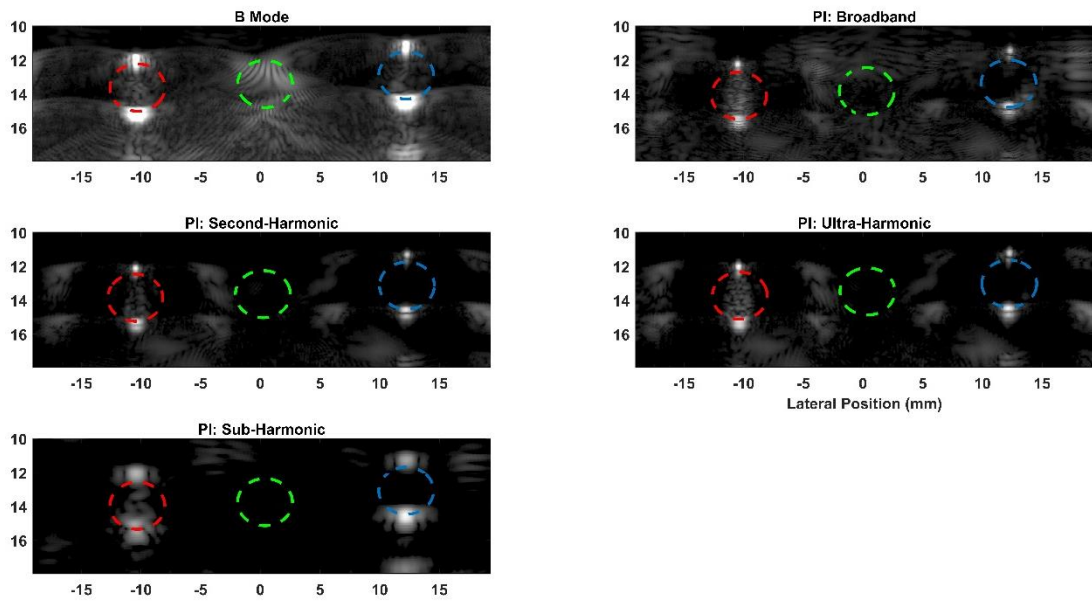 B Mode
10
12
14
16
-15 -10 -5 0 5 10 15
PI: Broadband
10
12
14
16
-15 -10 -5 0 5 10 15
PI: Second-Harmonic
10
12
14
16
-15 -10 -5 0 5 10 15
PI: Ultra-Harmonic
10
12
14
16
-15 -10 -5 0 5 10 15
Lateral Position (mm)
PI: Sub-Harmonic
10
12
14
16
-15 -10 -5 0 5 10 15